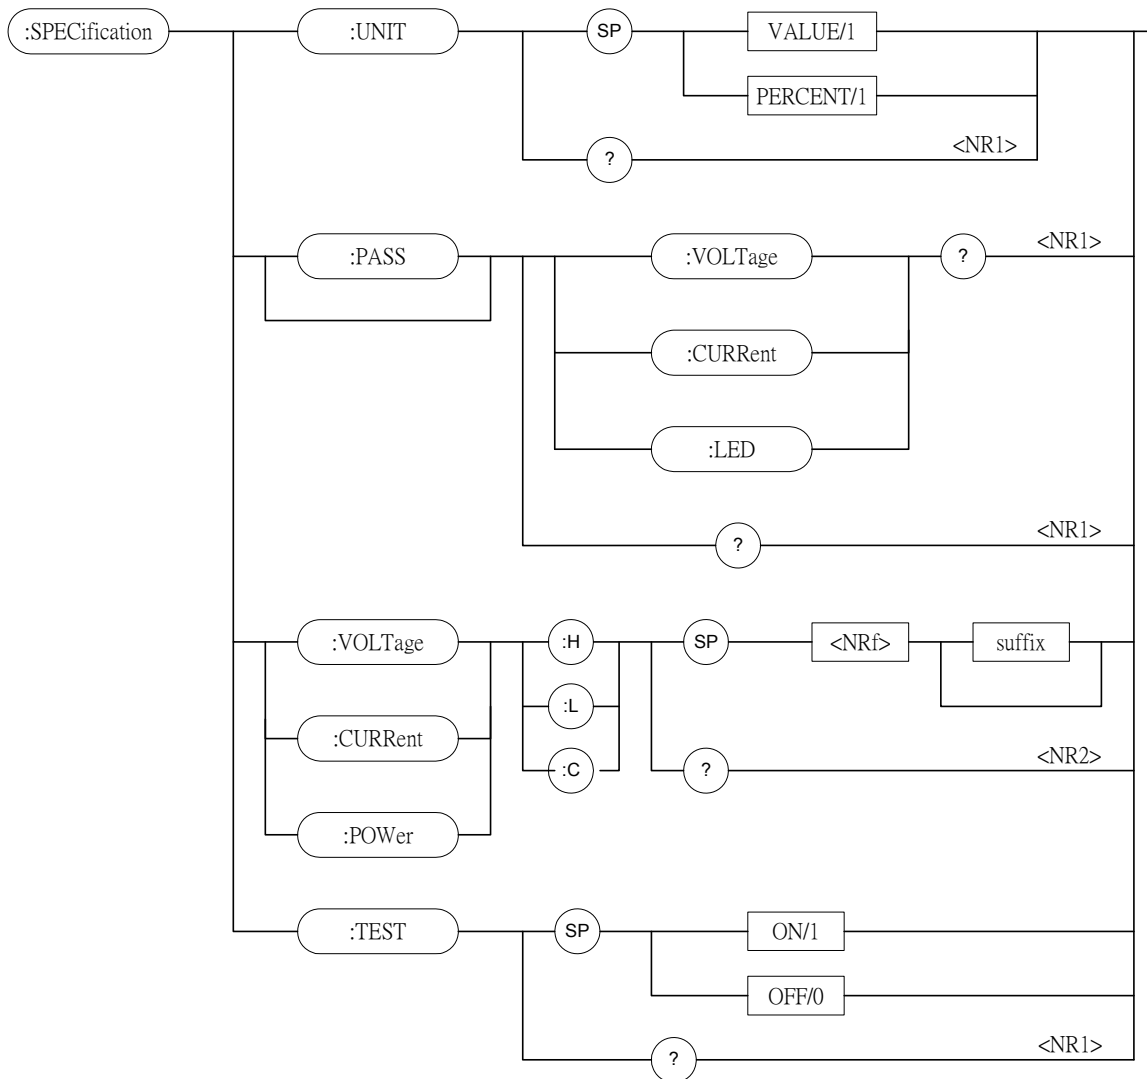 :SPECification :UNIT SP VALUE/1
PERCENT/1
? <NR1>
:PASS :VOLTage ? <NR1>
:CURRent
:LED
? <NR1>
:VOLTage :H SP <NRf> suffix
:L
:CURRent :C ? <NR2>
:POWer
:TEST SP ON/1
OFF/0
? <NR1>